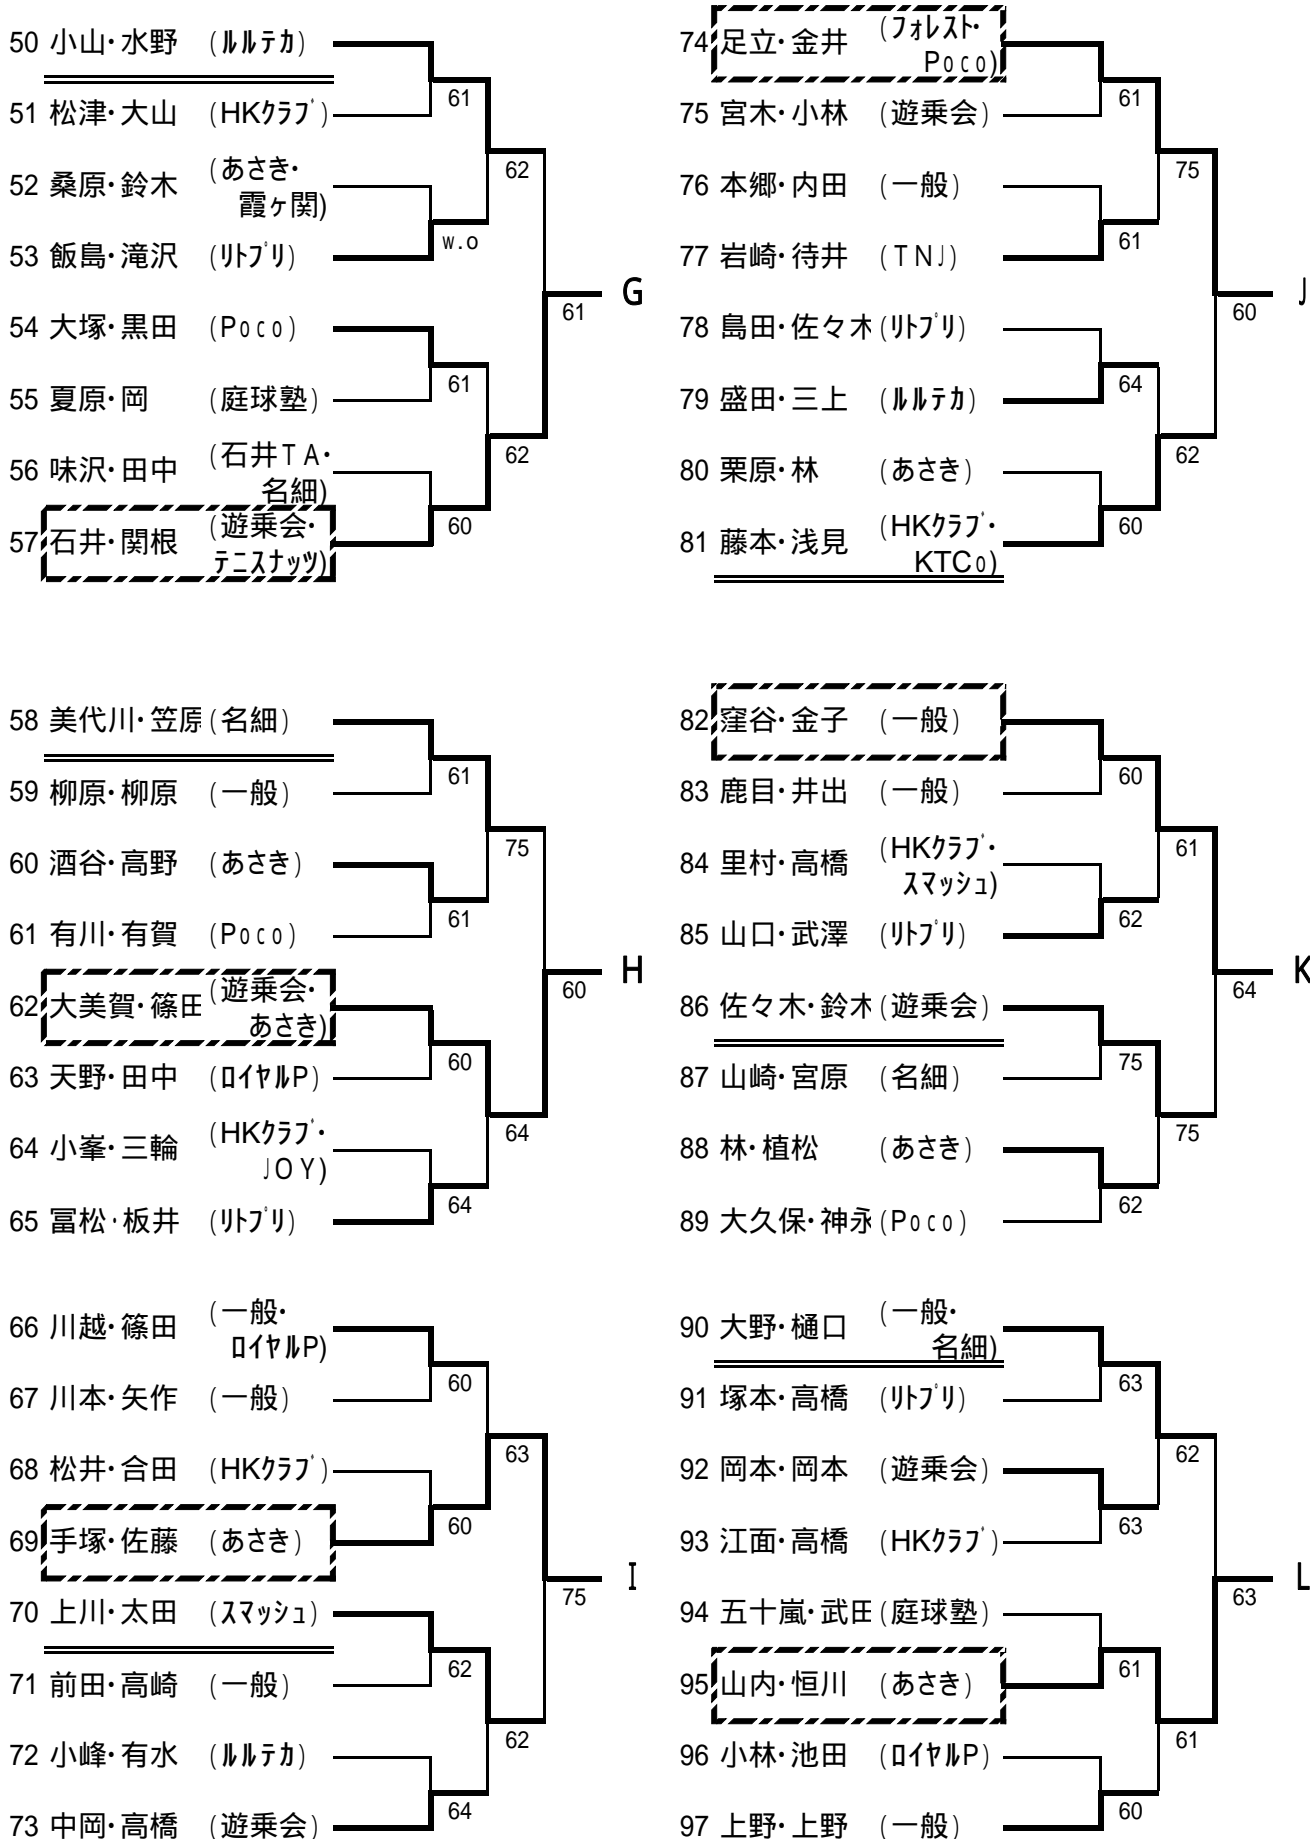 50 小山・水野 (ﾙﾙﾃｶ)
51 松津・大山 (HKｸﾗﾌﾞ)
61
52 桑原・鈴木 (あさき・
霞ヶ関)
62
53 飯島・滝沢 (ﾘﾄﾌﾟﾘ)
w.o
54 大塚・黒田 (Poco)
61
G
55 夏原・岡 (庭球塾)
61
56 味沢・田中 (石井TA・
名細)
62
57 石井・関根 (遊乗会・
ﾃﾆｽﾅｯﾂ)
60
58 美代川・笠原 (名細)
59 柳原・柳原 (一般)
61
60 酒谷・高野 (あさき)
75
61 有川・有賀 (Poco)
61
62 大美賀・篠田 (遊乗会・
あさき)
60
H
63 天野・田中 (ﾛｲﾔﾙP)
60
64 小峯・三輪 (HKｸﾗﾌﾞ・
JOY)
64
65 冨松・板井 (ﾘﾄﾌﾟﾘ)
64
66 川越・篠田 (一般・
ﾛｲﾔﾙP)
67 川本・矢作 (一般)
60
68 松井・合田 (HKｸﾗﾌﾞ)
63
69 手塚・佐藤 (あさき)
60
70 上川・太田 (ｽﾏｯｼｭ)
75
I
71 前田・高崎 (一般)
62
72 小峰・有水 (ﾙﾙﾃｶ)
62
73 中岡・高橋 (遊乗会)
64
74 足立・金井 (ﾌｫﾚｽﾄ・
Poco)
75 宮木・小林 (遊乗会)
61
76 本郷・内田 (一般)
75
77 岩崎・待井 (TNJ)
61
78 島田・佐々木 (ﾘﾄﾌﾟﾘ)
60
J
79 盛田・三上 (ﾙﾙﾃｶ)
64
80 栗原・林 (あさき)
62
81 藤本・浅見 (HKｸﾗﾌﾞ・
KTCo)
60
82 窪谷・金子 (一般)
83 鹿目・井出 (一般)
60
84 里村・高橋 (HKｸﾗﾌﾞ・
ｽﾏｯｼｭ)
61
85 山口・武澤 (ﾘﾄﾌﾟﾘ)
62
86 佐々木・鈴木 (遊乗会)
64
K
87 山崎・宮原 (名細)
75
88 林・植松 (あさき)
75
89 大久保・神永 (Poco)
62
90 大野・樋口 (一般・
名細)
91 塚本・高橋 (ﾘﾄﾌﾟﾘ)
63
92 岡本・岡本 (遊乗会)
62
93 江面・高橋 (HKｸﾗﾌﾞ)
63
94 五十嵐・武田 (庭球塾)
63
L
95 山内・恒川 (あさき)
61
96 小林・池田 (ﾛｲﾔﾙP)
61
97 上野・上野 (一般)
60